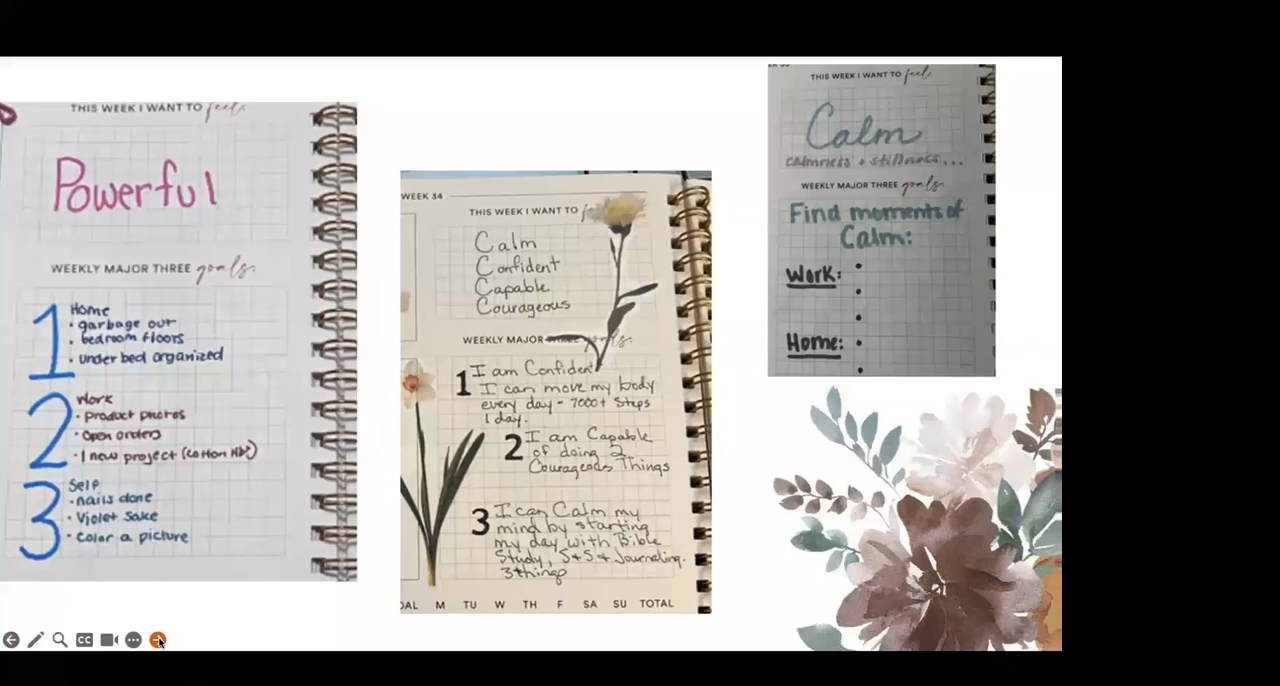 THIS WEEK I WANT TO feel
Powerful
WEEKLY MAJOR THREE goals.
1
Home
• garbage out
• bedroom floors
• under bed organized
2
Work
• product photos
• Open orders
• 1 new project (cotton
3
Self
• nails done
• Violet Sake
• Color a picture
WEEK 34
THIS WEEK I WANT TO
Calm
Confident
Capable
Courageous
WEEKLY MAJOR
1 I am Confident
I can move my body
every day - 7000+ steps
1 day.
2 I am Capable
of doing 2
Courageous Things
3 I can Calm my
mind by starting
my day with Bible
Study, S+S + Journaling.
3 things
M TU W TH F SA SU TOTAL
THIS WEEK I WANT TO feel
Calm
calmness + stillness...
WEEKLY MAJOR THREE goals.
Find moments of
Calm:
Work:
Home:
CC